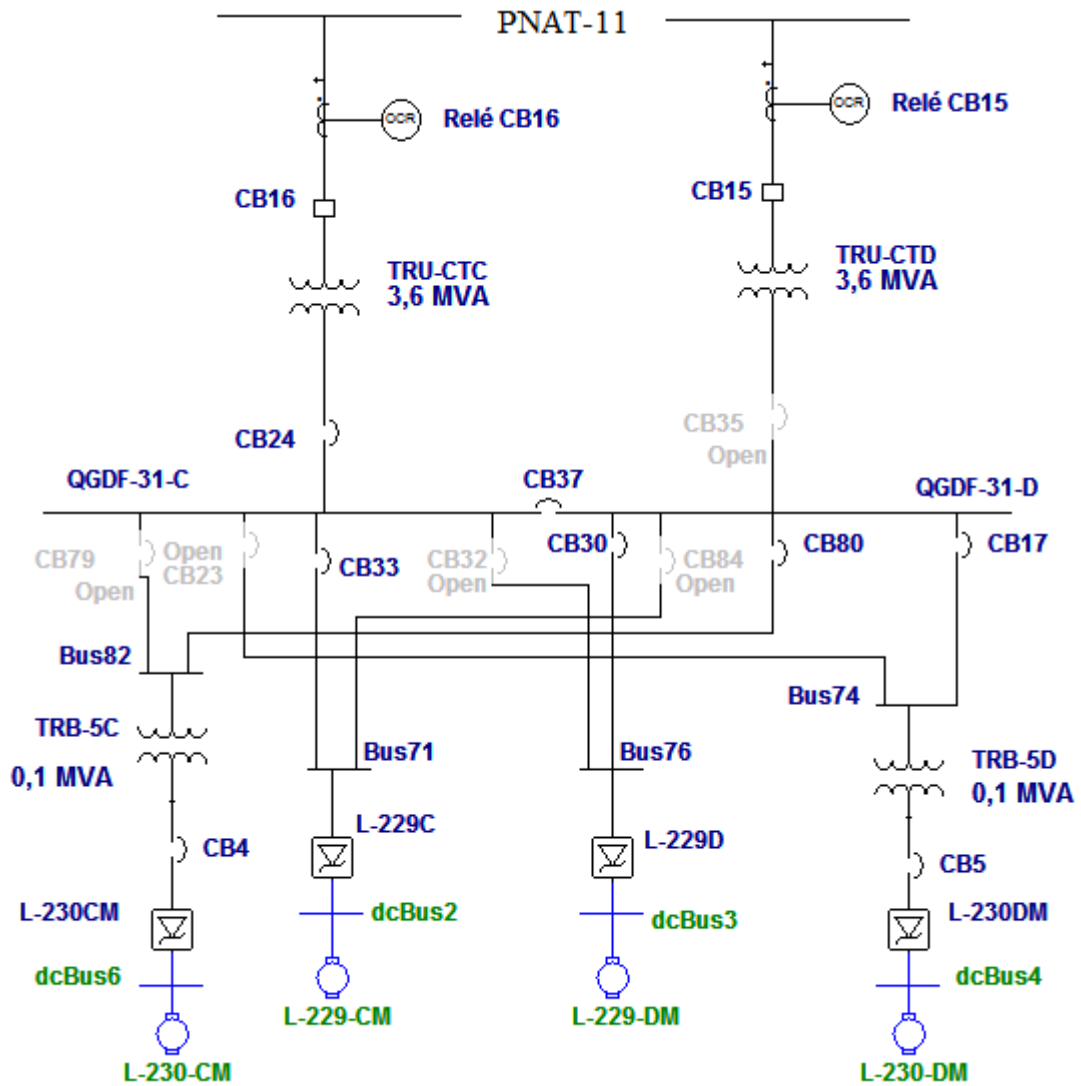 PNAT-11
OCR
Relé CB16
OCR
Relé CB15
CB16
CB15
TRU-CTC
3,6 MVA
TRU-CTD
3,6 MVA
CB24
CB35
Open
QGDF-31-C
CB37
QGDF-31-D
CB79
Open
Open
CB23
CB33
CB32
Open
CB30
CB84
Open
CB80
CB17
Bus82
Bus74
TRB-5C
0,1 MVA
Bus71
Bus76
TRB-5D
0,1 MVA
CB4
L-229C
L-229D
CB5
L-230CM
dcBus2
dcBus3
L-230DM
dcBus6
dcBus4
L-229-CM
L-229-DM
L-230-CM
L-230-DM